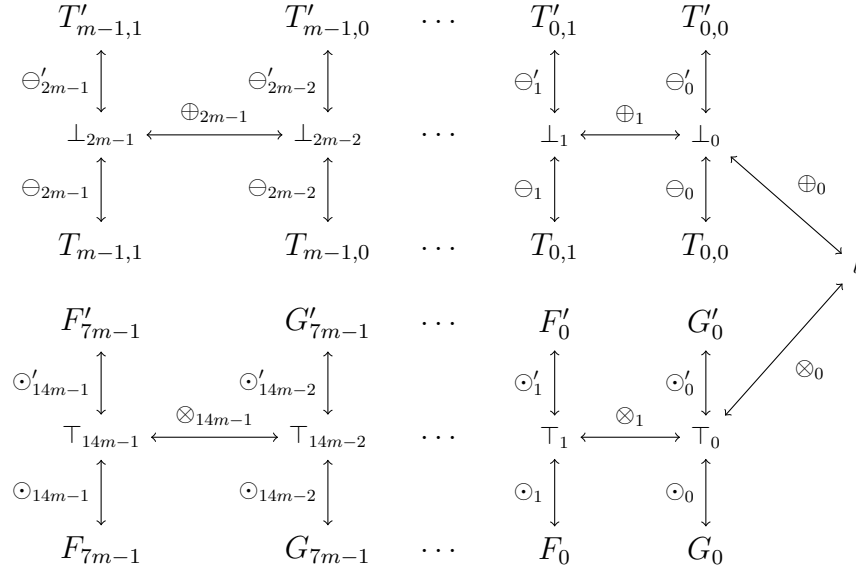 T′_{m−1,1} T′_{m−1,0} ⋯ T′_{0,1} T′_{0,0}
⊖′_{2m−1} ⊖′_{2m−2} ⊖′_1 ⊖′_0
⊕_{2m−1} ⊕_1
⊥_{2m−1} ⊥_{2m−2} ⋯ ⊥_1 ⊥_0
⊖_{2m−1} ⊖_{2m−2} ⊖_1 ⊖_0 ⊕_0
T_{m−1,1} T_{m−1,0} ⋯ T_{0,1} T_{0,0}
F′_{7m−1} G′_{7m−1} ⋯ F′_0 G′_0
⊙′_{14m−1} ⊙′_{14m−2} ⊙′_1 ⊙′_0 ⊗_0
⊗_{14m−1} ⊗_1
⊤_{14m−1} ⊤_{14m−2} ⋯ ⊤_1 ⊤_0
⊙_{14m−1} ⊙_{14m−2} ⊙_1 ⊙_0
F_{7m−1} G_{7m−1} ⋯ F_0 G_0